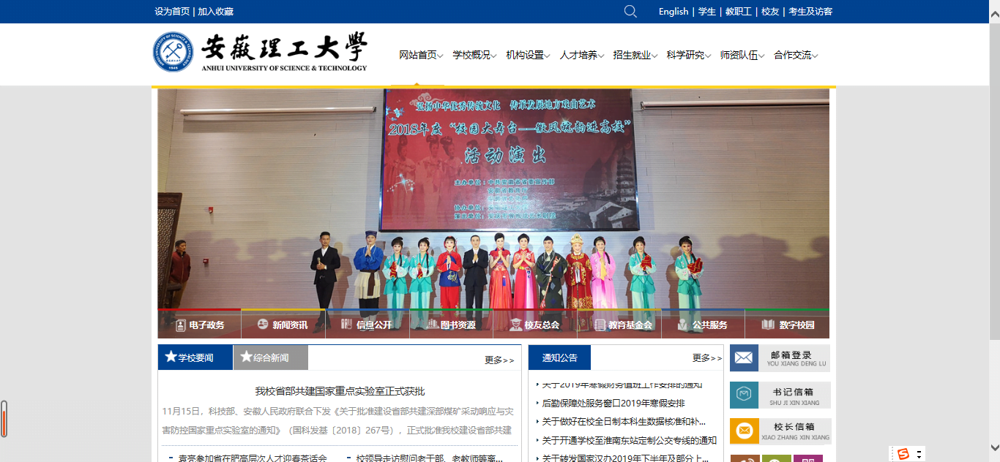 设为首页 | 加入收藏
English | 学生 | 教职工 | 校友 | 考生及访客
安徽理工大學
ANHUI UNIVERSITY OF SCIENCE & TECHNOLOGY
网站首页 学校概况 机构设置 人才培养 招生就业 科学研究 师资队伍 合作交流
弘扬中华优秀传统文化 传承发展地方戏曲艺术
2018年度“校园大舞台——徽风皖韵进高校”
活动演出
电子政务 新闻资讯 信息公开 图书资源 校友总会 教育基金会 公共服务 数字校园
学校要闻 综合新闻 更多>>
我校省部共建国家重点实验室正式获批
11月15日，科技部、安徽人民政府联合下发《关于批准建设省部共建深部煤矿采动响应与灾
害防控国家重点实验室的通知》（国科发基〔2018〕267号），正式批准我校建设省部共建
袁亮参加省在肥高层次人才迎春茶话会
校领导走访慰问老干部、老教师等离...
通知公告 更多>>
关于2019年寒假财务值班工作安排的通知
后勤保障处服务窗口2019年寒假安排
关于做好在校全日制本科生数据核准和补...
关于开通学校至淮南东站定制公交专线的通知
关于转发国家汉办2019年下半年及部分上...
邮箱登录
YOU XIANG DENG LU
书记信箱
SHU JI XIN XIANG
校长信箱
XIAO ZHANG XIN XIANG